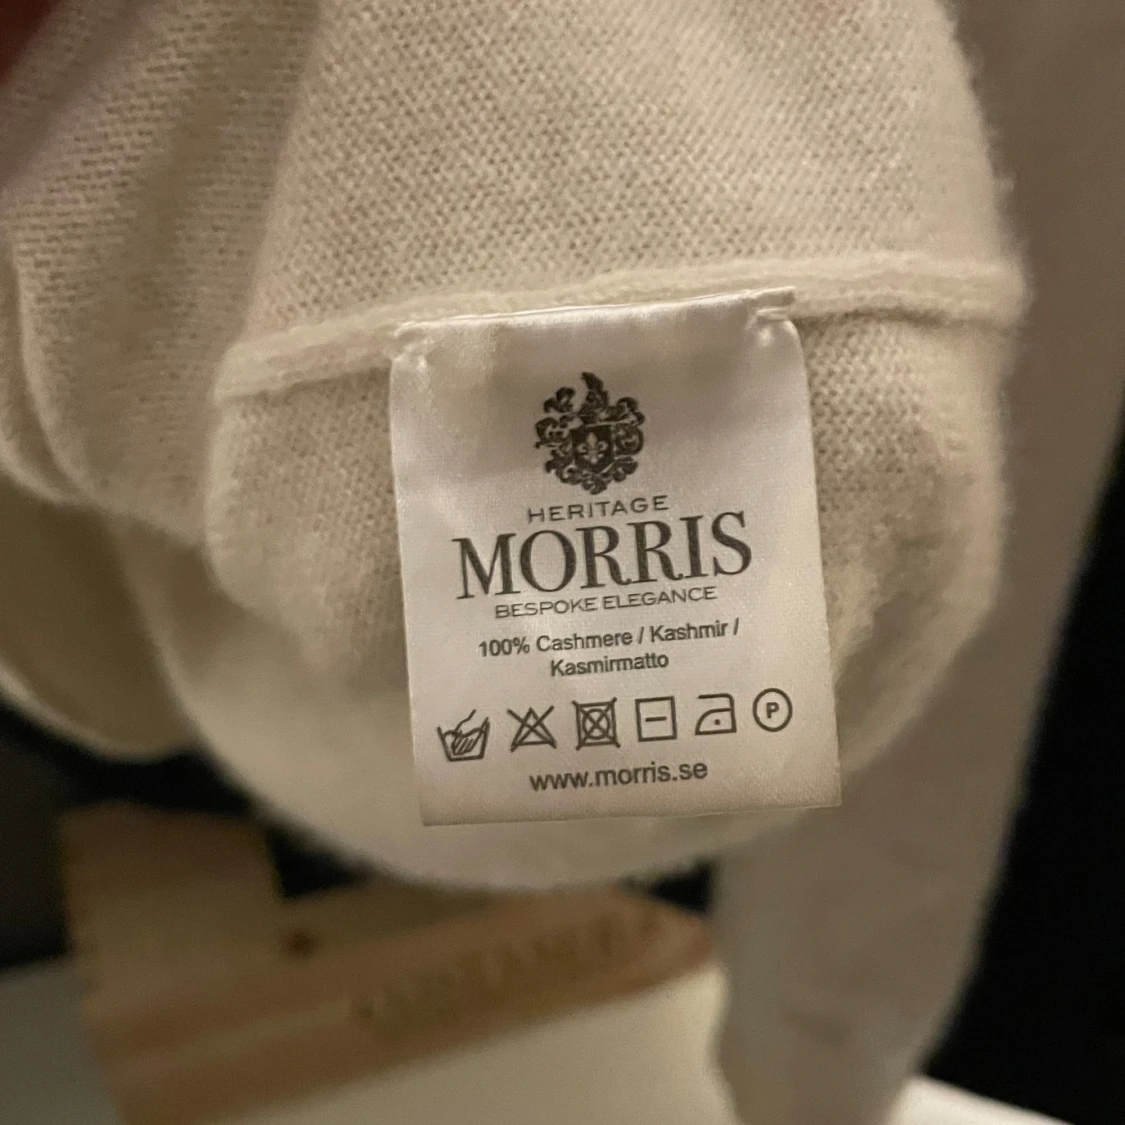 HERITAGE
MORRIS
BESPOKE ELEGANCE
100% Cashmere / Kashmir /
Kasmirmatto
P
www.morris.se